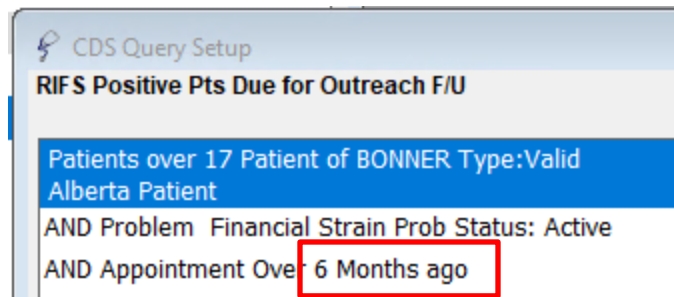 CDS Query Setup
RIFS Positive Pts Due for Outreach F/U
Patients over 17 Patient of BONNER Type:Valid
Alberta Patient
AND Problem  Financial Strain Prob Status: Active
AND Appointment Over 6 Months ago